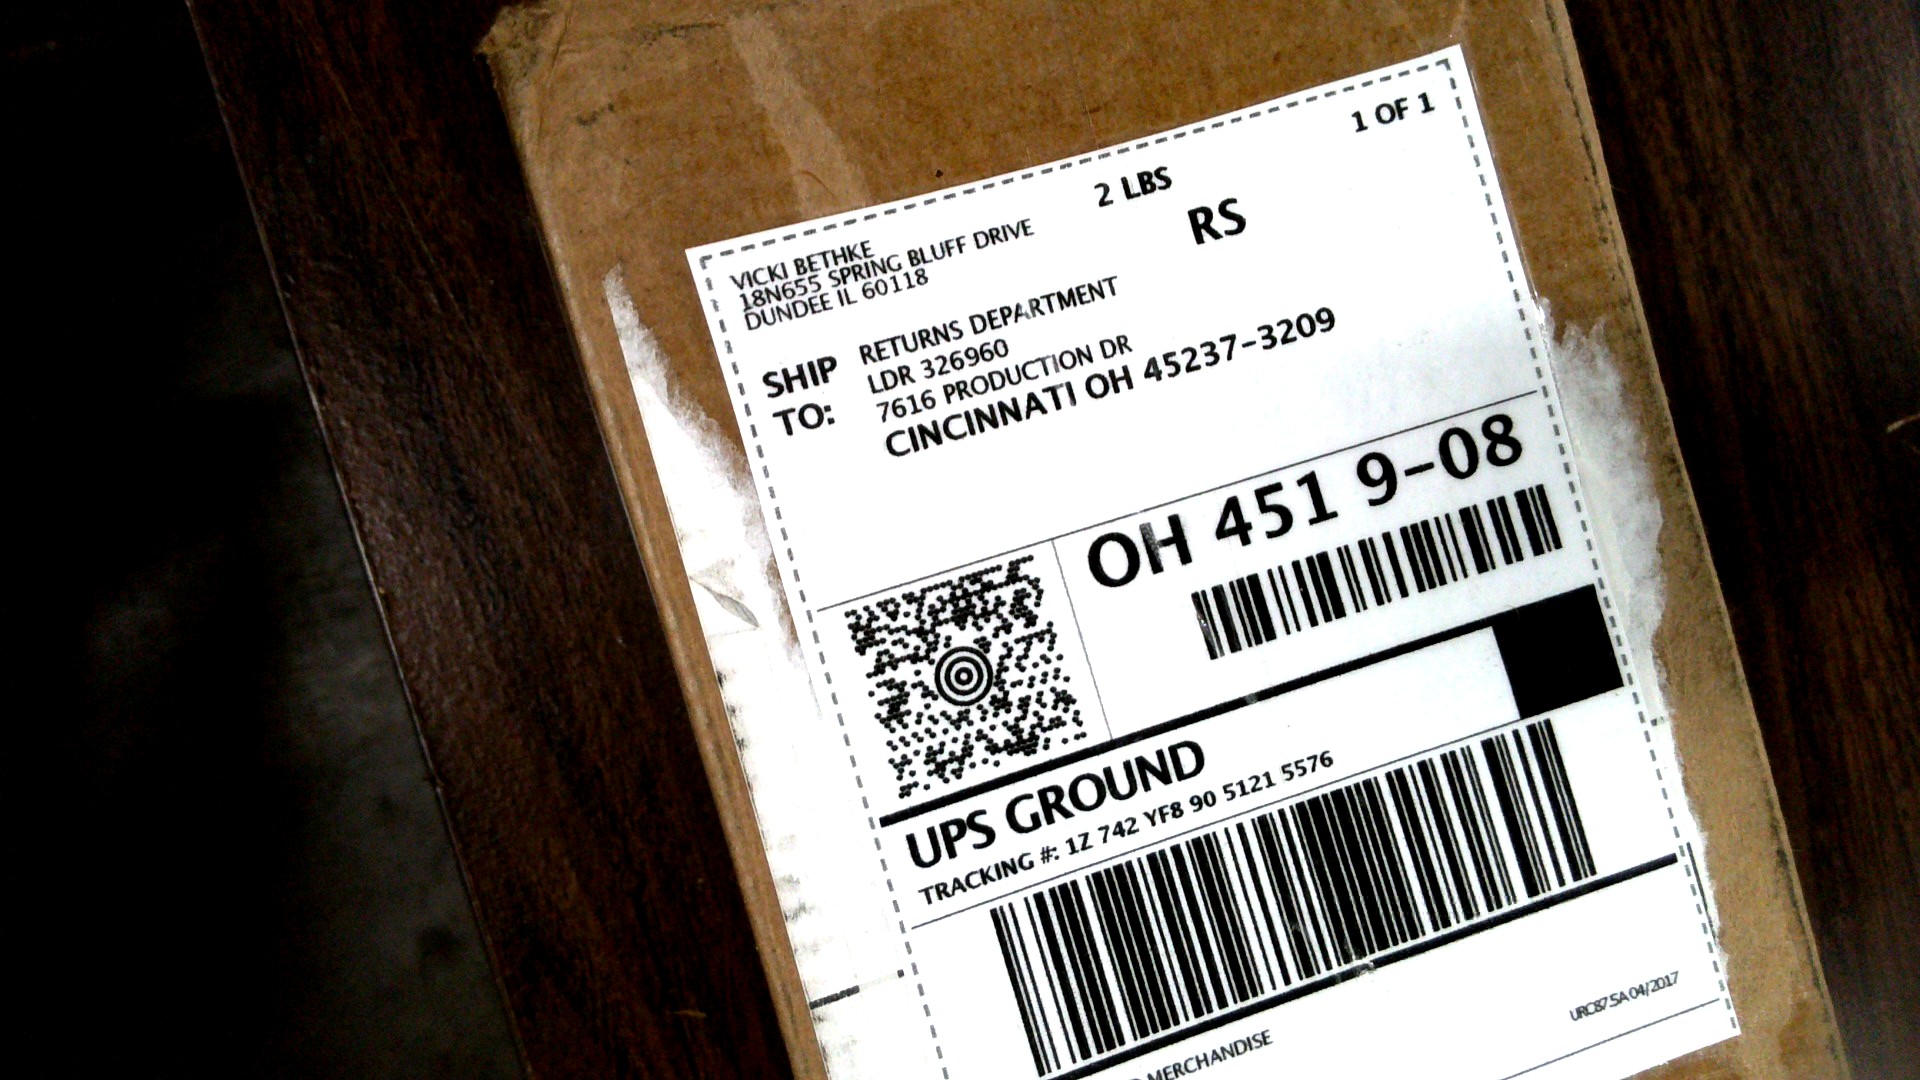 1 OF 1
2 LBS
RS
VICKI BETHKE
18N655 SPRING BLUFF DRIVE
DUNDEE IL 60118
SHIP TO:
RETURNS DEPARTMENT
LDR 326960
7616 PRODUCTION DR
CINCINNATI OH 45237-3209
OH 451 9-08
UPS GROUND
TRACKING #: 1Z 742 YF8 90 5121 5576
MERCHANDISE
URC87.5A 04/2017